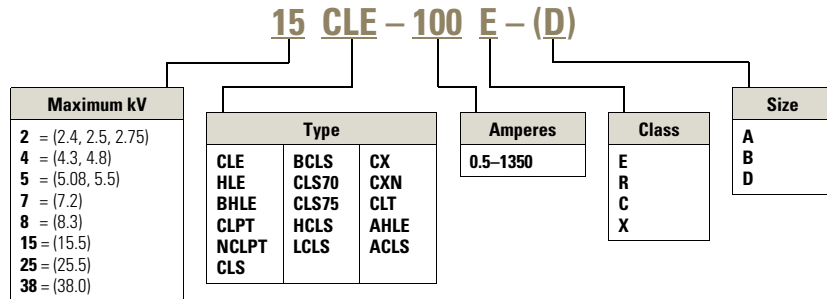 15 CLE – 100 E – (D)
Maximum kV
2 = (2.4, 2.5, 2.75)
4 = (4.3, 4.8)
5 = (5.08, 5.5)
7 = (7.2)
8 = (8.3)
15 = (15.5)
25 = (25.5)
38 = (38.0)
Type
CLE BCLS CX
HLE CLS70 CXN
BHLE CLS75 CLT
CLPT HCLS AHLE
NCLPT LCLS ACLS
CLS
Amperes
0.5–1350
Class
E
R
C
X
Size
A
B
D